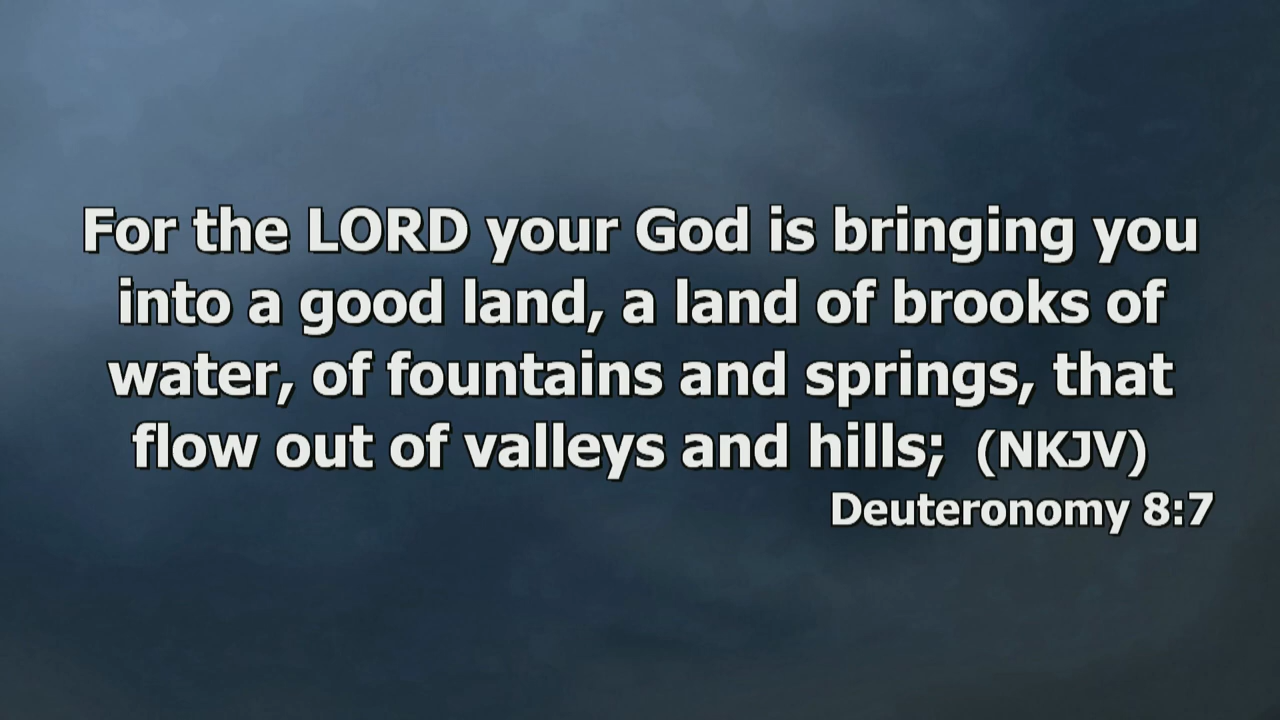 For the LORD your God is bringing you
into a good land, a land of brooks of
water, of fountains and springs, that
flow out of valleys and hills; (NKJV)
Deuteronomy 8:7